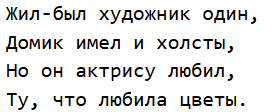 Жил-был художник один,
Домик имел и холсты,
Но он актрису любил,
Ту, что любила цветы.